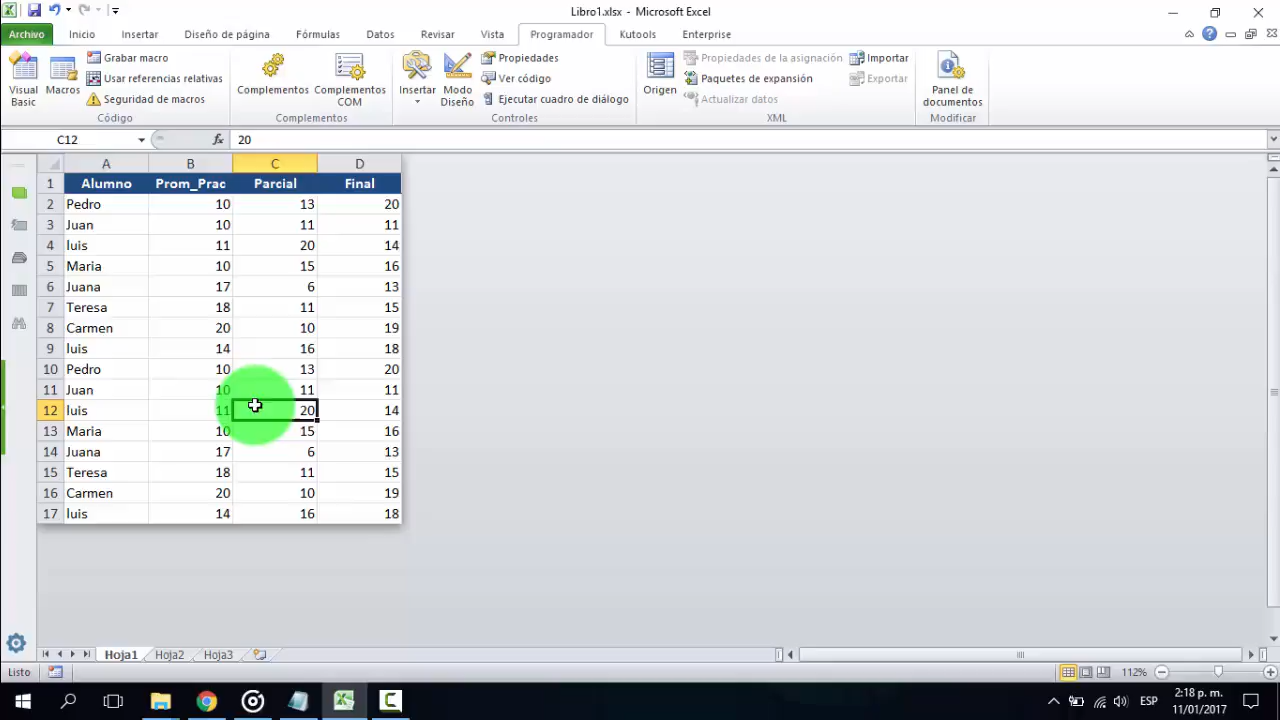 Libro1.xlsx - Microsoft Excel
Archivo Inicio Insertar Diseño de página Fórmulas Datos Revisar Vista Programador Kutools Enterprise
Visual Basic
Macros
Grabar macro
Usar referencias relativas
Seguridad de macros
Código
Complementos
Complementos COM
Complementos
Insertar
Modo Diseño
Propiedades
Ver código
Ejecutar cuadro de diálogo
Controles
Origen
Propiedades de la asignación
Paquetes de expansión
Actualizar datos
Importar
Exportar
XML
Panel de documentos
Modificar
C12 fx 20
A B C D
1 Alumno Prom_Prac Parcial Final
2 Pedro 10 13 20
3 Juan 10 11 11
4 luis 11 20 14
5 Maria 10 15 16
6 Juana 17 6 13
7 Teresa 18 11 15
8 Carmen 20 10 19
9 luis 14 16 18
10 Pedro 10 13 20
11 Juan 10 11 11
12 luis 11 20 14
13 Maria 10 15 16
14 Juana 17 6 13
15 Teresa 18 11 15
16 Carmen 20 10 19
17 luis 14 16 18
Hoja1 Hoja2 Hoja3
Listo 112%
ESP 2:18 p. m.
11/01/2017